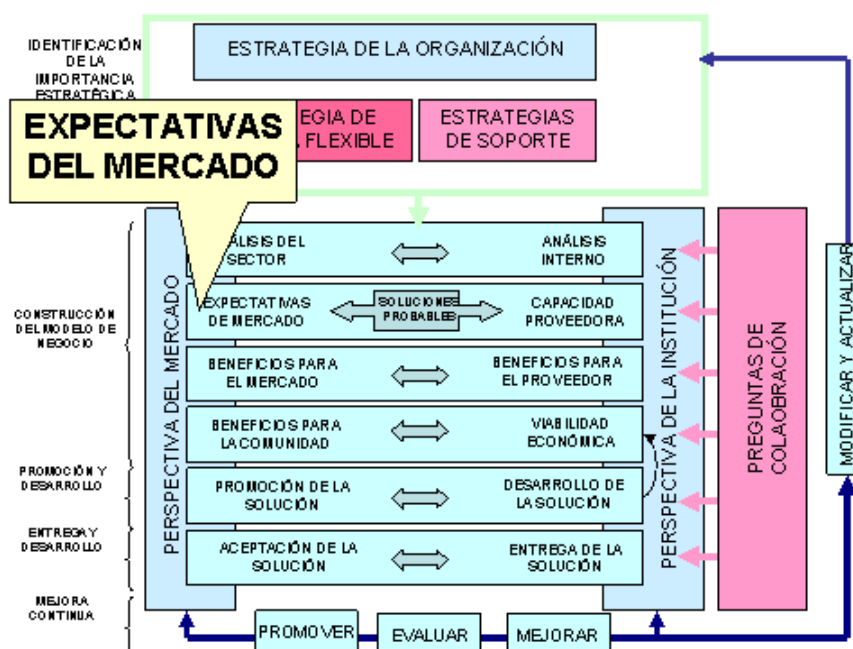 IDENTIFICACIÓN
DE LA
IMPORTANCIA
ESTRATÉGICA
ESTRATEGIA DE LA ORGANIZACIÓN
EGIA DE
FLEXIBLE
ESTRATEGIAS
DE SOPORTE
EXPECTATIVAS
DEL MERCADO
CONSTRUCCIÓN
DEL MODELO DE
NEGOCIO
PROMOCIÓN Y
DESARROLLO
ENTREGA Y
DESARROLLO
MEJORA
CONTINUA
PERSPECTIVA DEL MERCADO
ÁLISIS DEL
SECTOR
ANÁLISIS
INTERNO
EXPECTATIVAS
DE MERCADO
SOLUCIONES
PROBABLES
CAPACIDAD
PROVEEDORA
BENEFICIOS PARA
EL MERCADO
BENEFICIOS PARA
EL PROVEEDOR
BENEFICIOS PARA
LA COMUNIDAD
VIABILIDAD
ECONÓMICA
PROMOCIÓN DE LA
SOLUCIÓN
DESARROLLO DE
LA SOLUCIÓN
ACEPTACIÓN DE LA
SOLUCIÓN
ENTREGA DE LA
SOLUCIÓN
PERSPECTIVA DE LA INSTITUCIÓN
PREGUNTAS DE
COLAOBRACIÓN
MODIFICAR Y ACTUALIZAR
PROMOVER
EVALUAR
MEJORAR